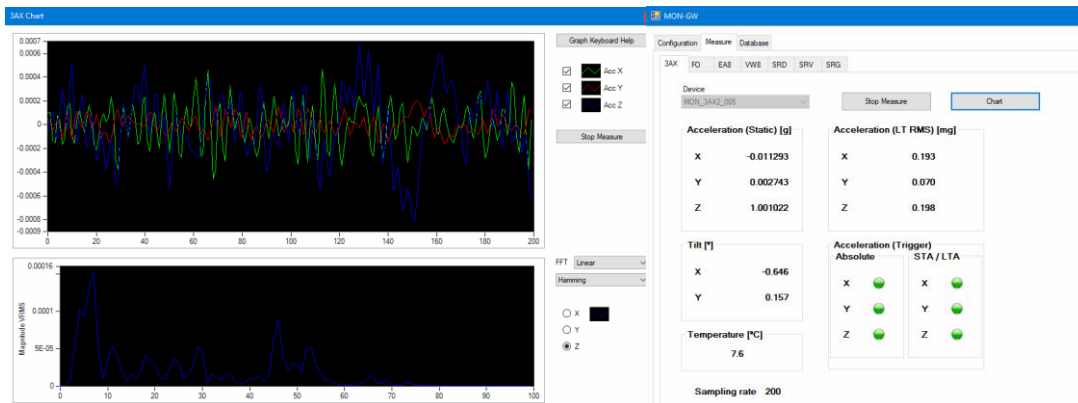 3AX Chart
0.0007
0.0006
0.0004
0.0002
0
-0.0002
-0.0004
-0.0006
-0.0008
-0.0009
0 20 40 60 80 100 120 140 160 180 200
Graph Keyboard Help
Acc X
Acc Y
Acc Z
Stop Measure
Magnitude VRMS
0.00016
0.0001
5E-05
0
0 10 20 30 40 50 60 70 80 90 100
FFT Linear
Hamming
X
Y
Z
MON-GW
Configuration Measure Database
3AX FO EA8 VW8 SRD SRV SRG
Device
MON_3AX2_005
Stop Measure
Chart
Acceleration (Static) [g]
X -0.011293
Y 0.002743
Z 1.001022
Acceleration (LT RMS) [mg]
X 0.193
Y 0.070
Z 0.198
Tilt [°]
X -0.646
Y 0.157
Acceleration (Trigger)
Absolute STA / LTA
X X
Y Y
Z Z
Temperature [°C]
7.6
Sampling rate 200